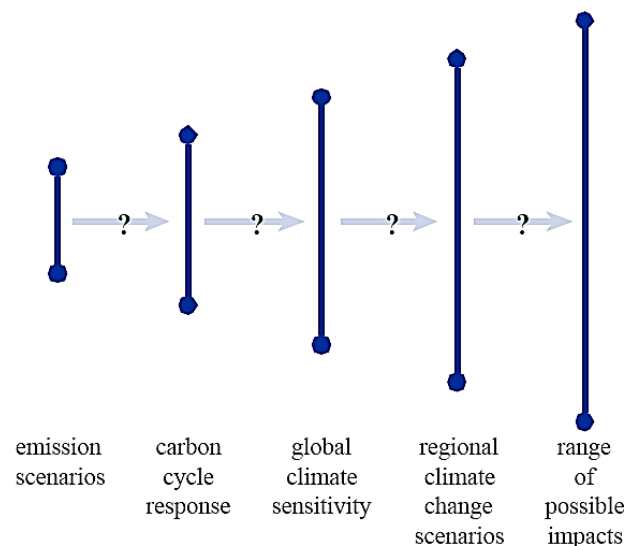 ? ? ? ?
emission
scenarios
carbon
cycle
response
global
climate
sensitivity
regional
climate
change
scenarios
range
of
possible
impacts